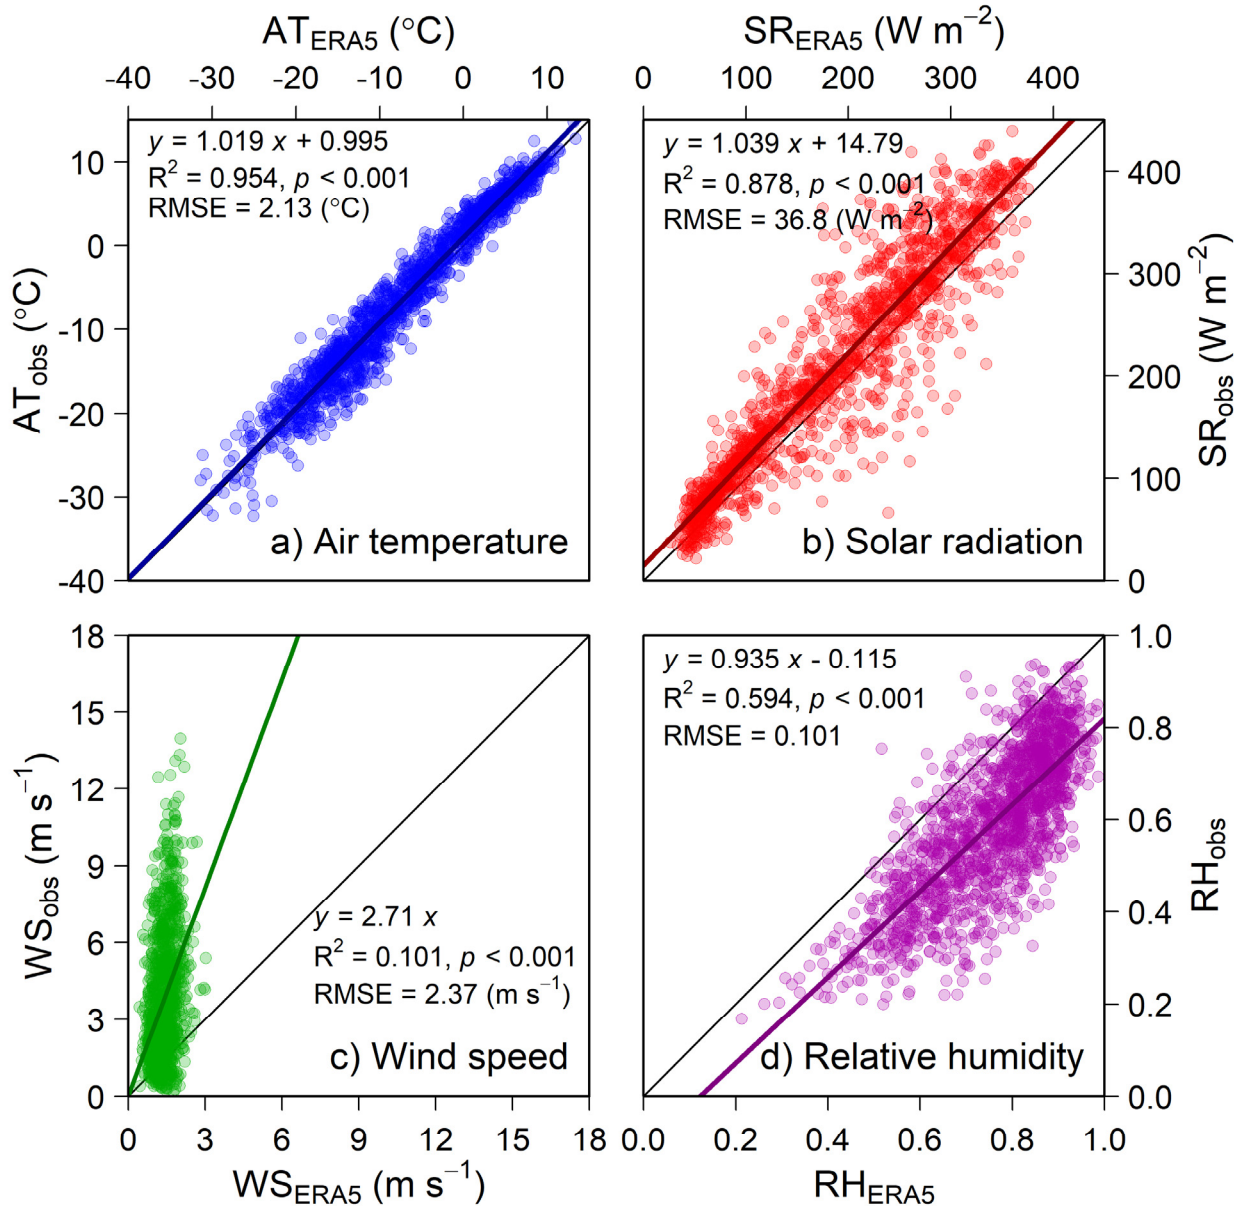 AT_ERA5 (°C)
SR_ERA5 (W m⁻²)
-40 -30 -20 -10 0 10
0 100 200 300 400
y = 1.019 x + 0.995
R² = 0.954, p < 0.001
RMSE = 2.13 (°C)
10
0
-10
-20
-30
-40
AT_obs (°C)
a) Air temperature
y = 1.039 x + 14.79
R² = 0.878, p < 0.001
RMSE = 36.8 (W m⁻²)
400
300
200
100
0
SR_obs (W m⁻²)
b) Solar radiation
18
15
12
9
6
3
0
WS_obs (m s⁻¹)
y = 2.71 x
R² = 0.101, p < 0.001
RMSE = 2.37 (m s⁻¹)
c) Wind speed
0 3 6 9 12 15 18
WS_ERA5 (m s⁻¹)
y = 0.935 x - 0.115
R² = 0.594, p < 0.001
RMSE = 0.101
1.0
0.8
0.6
0.4
0.2
0.0
RH_obs
d) Relative humidity
0.0 0.2 0.4 0.6 0.8 1.0
RH_ERA5